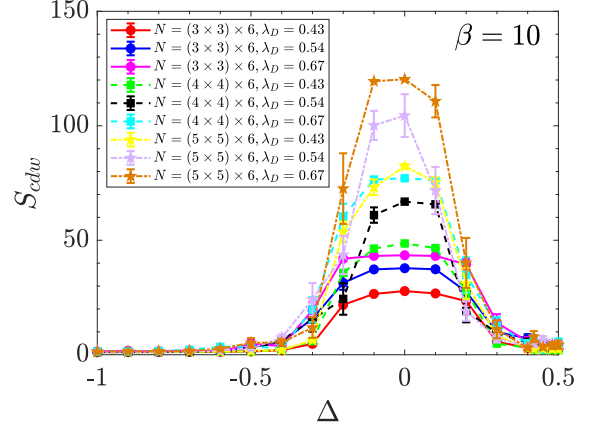 150
100
50
0
S_{cdw}
β = 10
N = (3 × 3) × 6, λ_D = 0.43
N = (3 × 3) × 6, λ_D = 0.54
N = (3 × 3) × 6, λ_D = 0.67
N = (4 × 4) × 6, λ_D = 0.43
N = (4 × 4) × 6, λ_D = 0.54
N = (4 × 4) × 6, λ_D = 0.67
N = (5 × 5) × 6, λ_D = 0.43
N = (5 × 5) × 6, λ_D = 0.54
N = (5 × 5) × 6, λ_D = 0.67
-1 -0.5 0 0.5
Δ